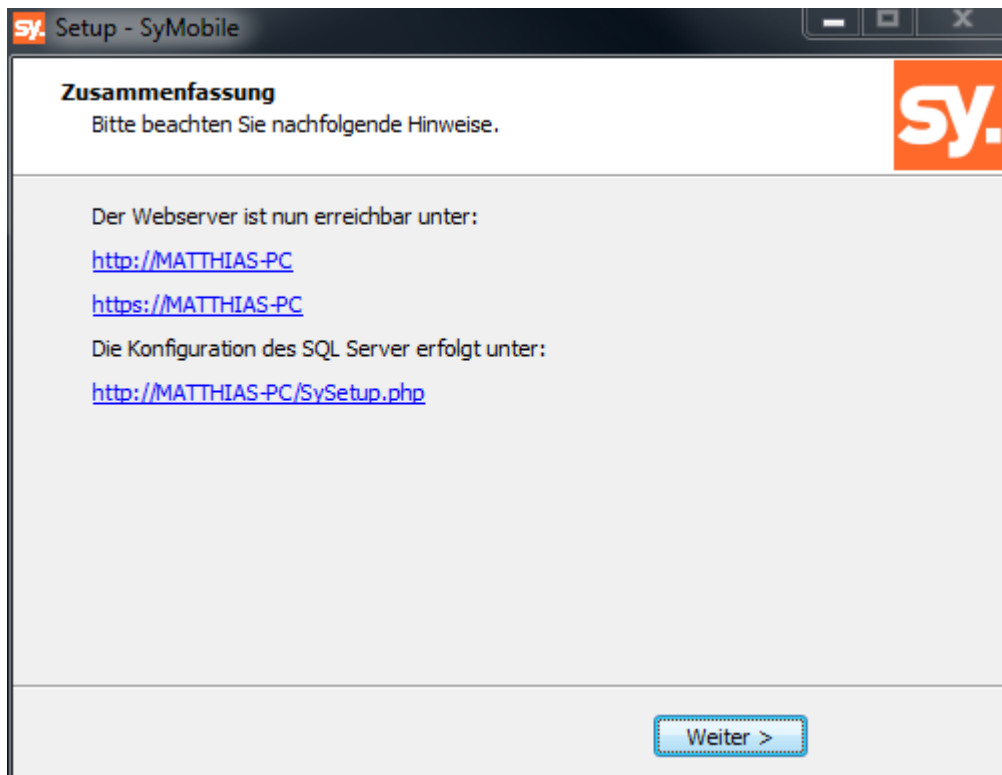 sy. Setup - SyMobile
Zusammenfassung
Bitte beachten Sie nachfolgende Hinweise.
sy.
Der Webserver ist nun erreichbar unter:
http://MATTHIAS-PC
https://MATTHIAS-PC
Die Konfiguration des SQL Server erfolgt unter:
http://MATTHIAS-PC/SySetup.php
Weiter >